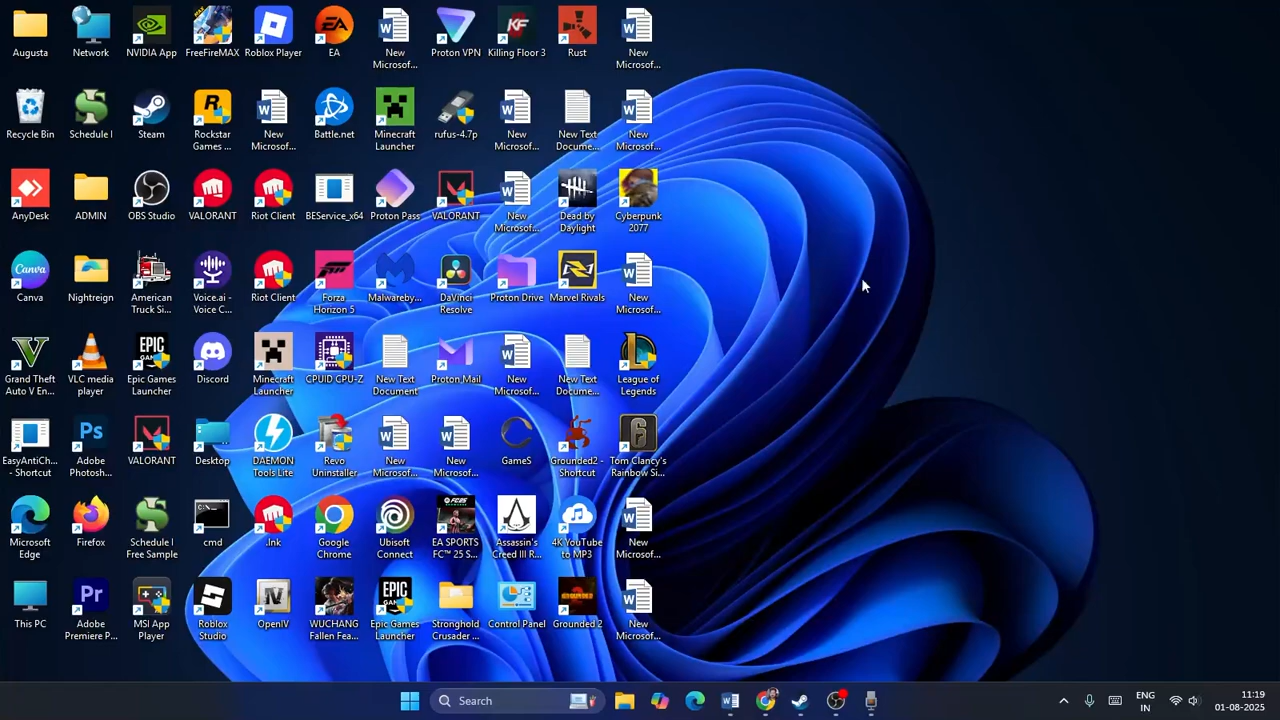 Augusta
Network
NVIDIA App
FreeFireMAX
Roblox Player
EA
New
Microsof...
Proton VPN
Killing Floor 3
Rust
New
Microsof...
Recycle Bin
Schedule I
Steam
Rockstar
Games ...
New
Microsof...
Battle.net
Minecraft
Launcher
rufus-4.7p
New
Microsof...
New Text
Docume...
New
Microsof...
AnyDesk
ADMIN
OBS Studio
VALORANT
Riot Client
BEService_x64
Proton Pass
VALORANT
New
Microsof...
Dead by
Daylight
Cyberpunk
2077
Canva
Nightreign
American
Truck Si...
Voice.ai -
Voice C...
Riot Client
Forza
Horizon 5
Malwareby...
DaVinci
Resolve
Proton Drive
Marvel Rivals
New
Microsof...
Grand Theft
Auto V En...
VLC media
player
Epic Games
Launcher
Discord
Minecraft
Launcher
CPUID CPU-Z
New Text
Document
Proton Mail
New
Microsof...
New Text
Docume...
League of
Legends
EasyAntiCh...
- Shortcut
Adobe
Photosh...
VALORANT
Desktop
DAEMON
Tools Lite
Revo
Uninstaller
New
Microsof...
New
Microsof...
GameS
Grounded2 -
Shortcut
Tom Clancy's
Rainbow Si...
Microsoft
Edge
Firefox
Schedule I
Free Sample
cmd
.lnk
Google
Chrome
Ubisoft
Connect
EA SPORTS
FC™ 25 S...
Assassin's
Creed III R...
4K YouTube
to MP3
New
Microsof...
This PC
Adobe
Premiere P...
MSI App
Player
Roblox
Studio
OpenIV
WUCHANG
Fallen Fea...
Epic Games
Launcher
Stronghold
Crusader ...
Control Panel
Grounded 2
New
Microsof...
Search
ENG
IN
11:19
01-08-2025